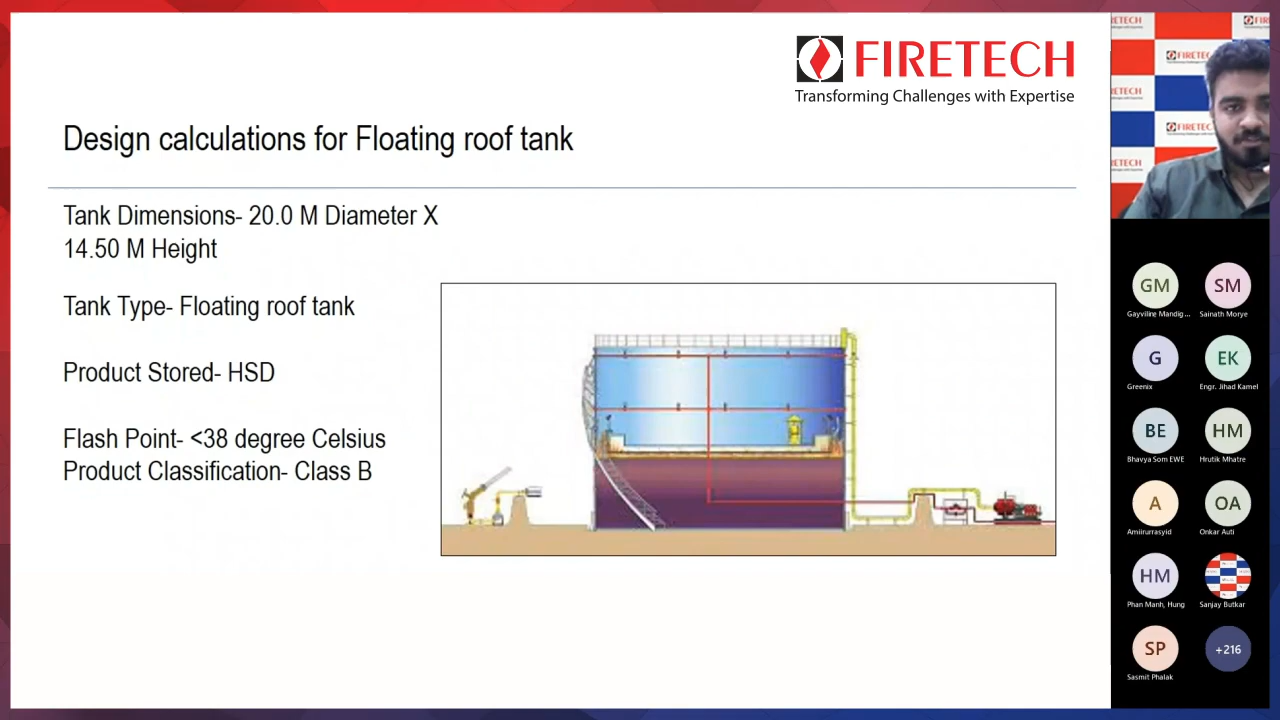 FIRETECH
Transforming Challenges with Expertise
Design calculations for Floating roof tank
Tank Dimensions- 20.0 M Diameter X
14.50 M Height
Tank Type- Floating roof tank
Product Stored- HSD
Flash Point- <38 degree Celsius
Product Classification- Class B
FIRETECH
FIRETECH
GM
SM
Gayviline Mandig...
Sainath Morye
G
EK
Greenix
Engr. Jihad Kamel
BE
HM
Bhavya Som EWE
Hrutik Mhatre
A
OA
Amiirurrasyid
Onkar Auti
HM
Phan Manh, Hung
Sanjay Butkar
SP
+216
Sasmit Phalak